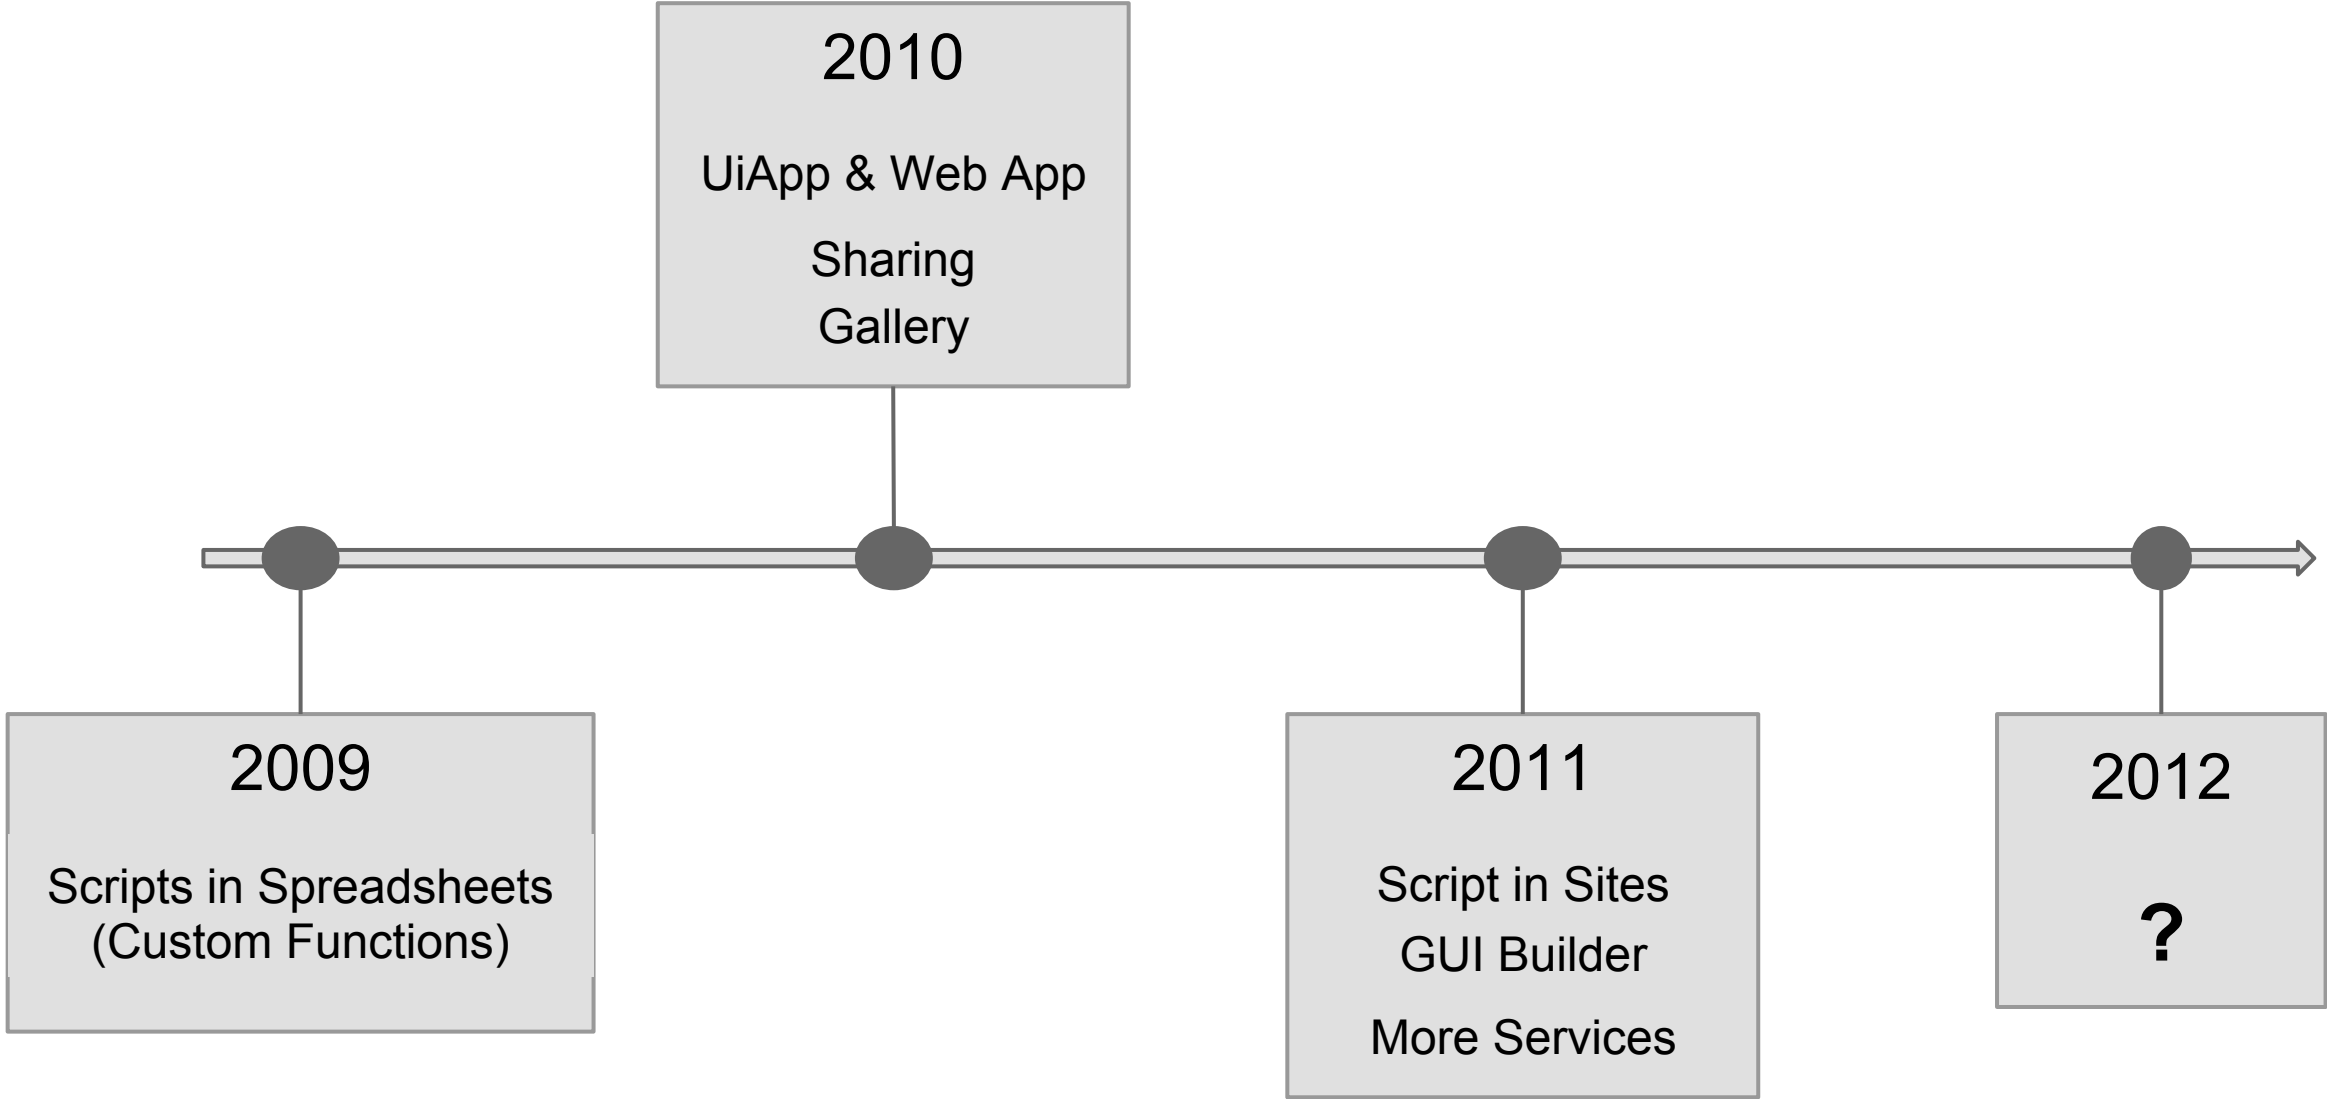 2010
UiApp & Web App
Sharing
Gallery
2009
Scripts in Spreadsheets
(Custom Functions)
2011
Script in Sites
GUI Builder
More Services
2012
?